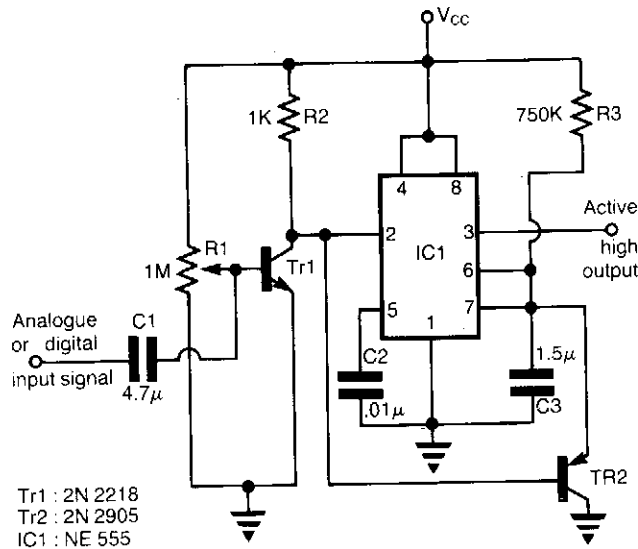 Vcc
1K
R2
750K
R3
4
8
Active
high
output
2
3
IC1
R1
1M
Tr1
6
5
7
1
Analogue
or digital
input signal
C1
4.7μ
C2
.01μ
1.5μ
C3
TR2
Tr1 : 2N 2218
Tr2 : 2N 2905
IC1 : NE 555